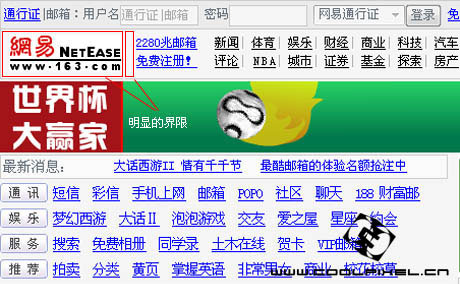 通行证|邮箱:用户名 通行证/邮箱 密码 网易通行证 登录 免
網易 NETEASE
www.163.com
2280兆邮箱 新闻 体育 娱乐 财经 商业 科技 汽车
免费注册! 评论 NBA 城市 证券 基金 探索 房产
明显的界限
世界杯
大赢家
最新消息: 大话西游II 情有千千节 最酷邮箱的体验名额抢注中
通讯 短信 彩信 手机上网 邮箱 POPO 社区 聊天 188 财富邮
娱乐 梦幻西游 大话Ⅱ 泡泡游戏 交友 爱之屋 星座 约会
服务 搜索 免费相册 同学录 土木在线 贺卡 VIP邮箱
推荐 拍卖 分类 黄页 掌握英语 非常男女 商业 校花校草
WWW.COOLPIXEL.CN